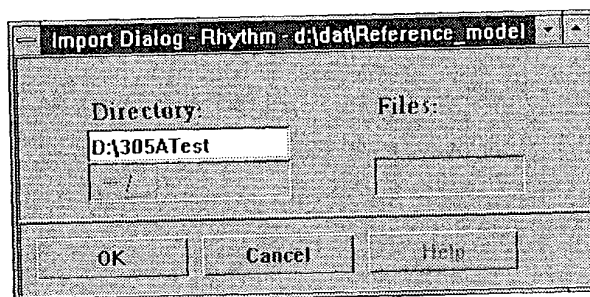 Import Dialog - Rhythm - d:\dat\Reference_model
Directory: Files:
D:\305ATest
- /
OK Cancel Help